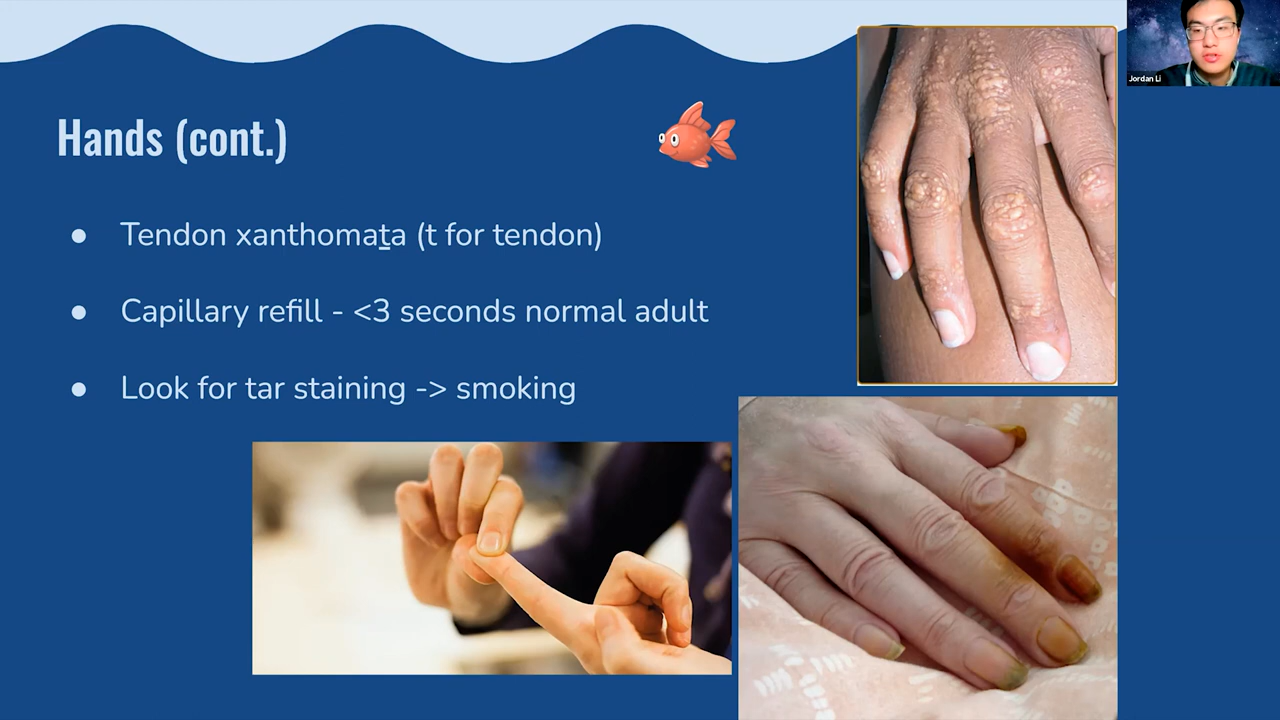 Jordan Li
Hands (cont.)
● Tendon xanthomata (t for tendon)
● Capillary refill - <3 seconds normal adult
● Look for tar staining -> smoking